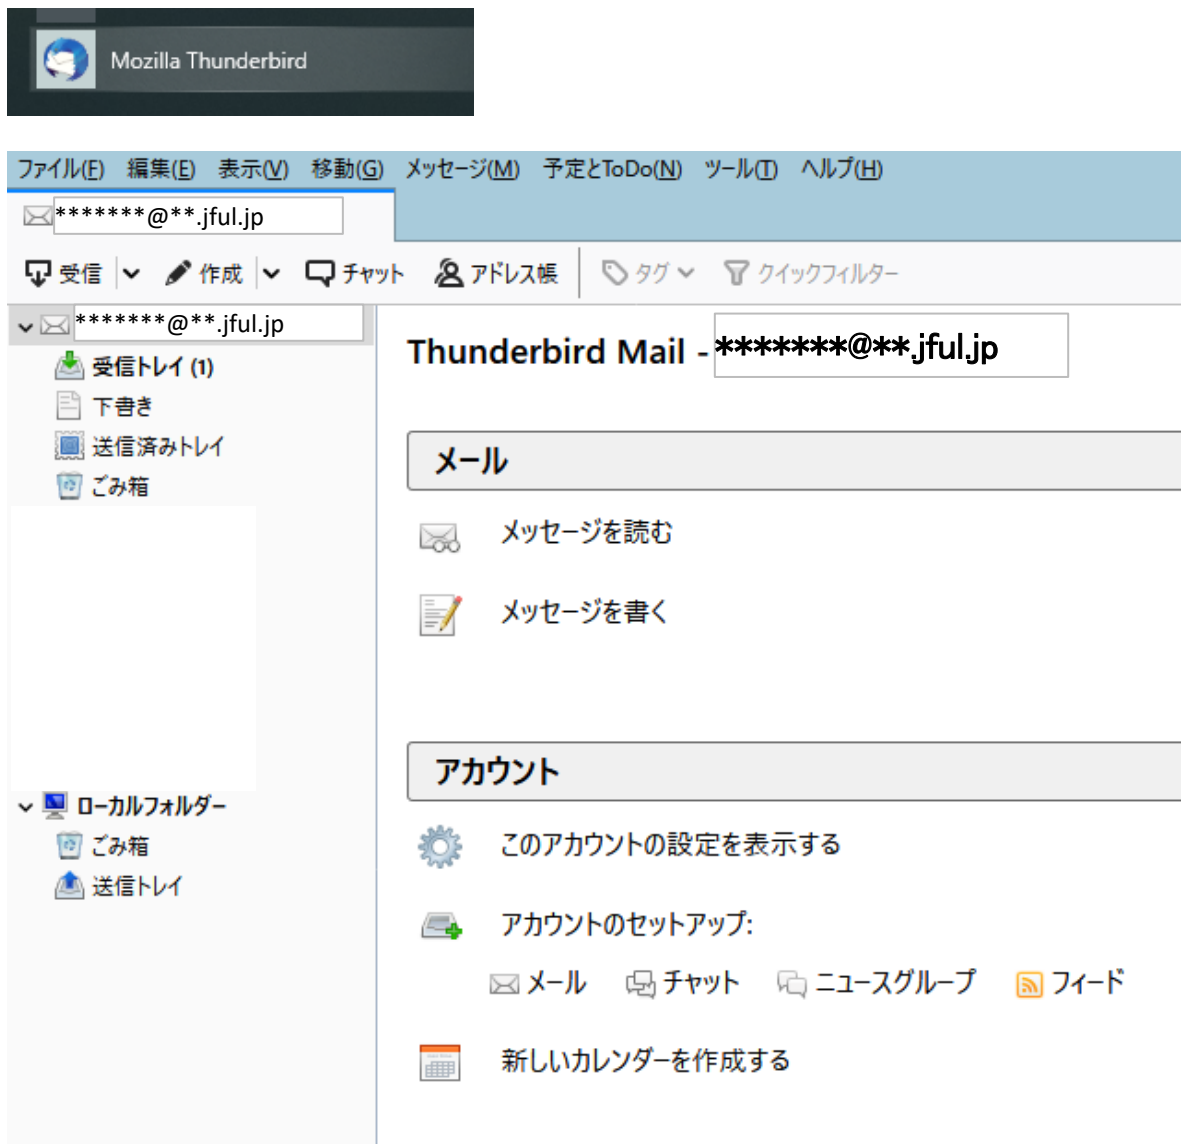 Mozilla Thunderbird
ファイル(F) 編集(E) 表示(V) 移動(G) メッセージ(M) 予定とToDo(N) ツール(T) ヘルプ(H)
*******@**.jful.jp
受信 作成 チャット アドレス帳 タグ クイックフィルター
*******@**.jful.jp
受信トレイ (1)
下書き
送信済みトレイ
ごみ箱
ローカルフォルダー
ごみ箱
送信トレイ
Thunderbird Mail - *******@**.jful.jp
メール
メッセージを読む
メッセージを書く
アカウント
このアカウントの設定を表示する
アカウントのセットアップ:
メール チャット ニュースグループ フィード
新しいカレンダーを作成する